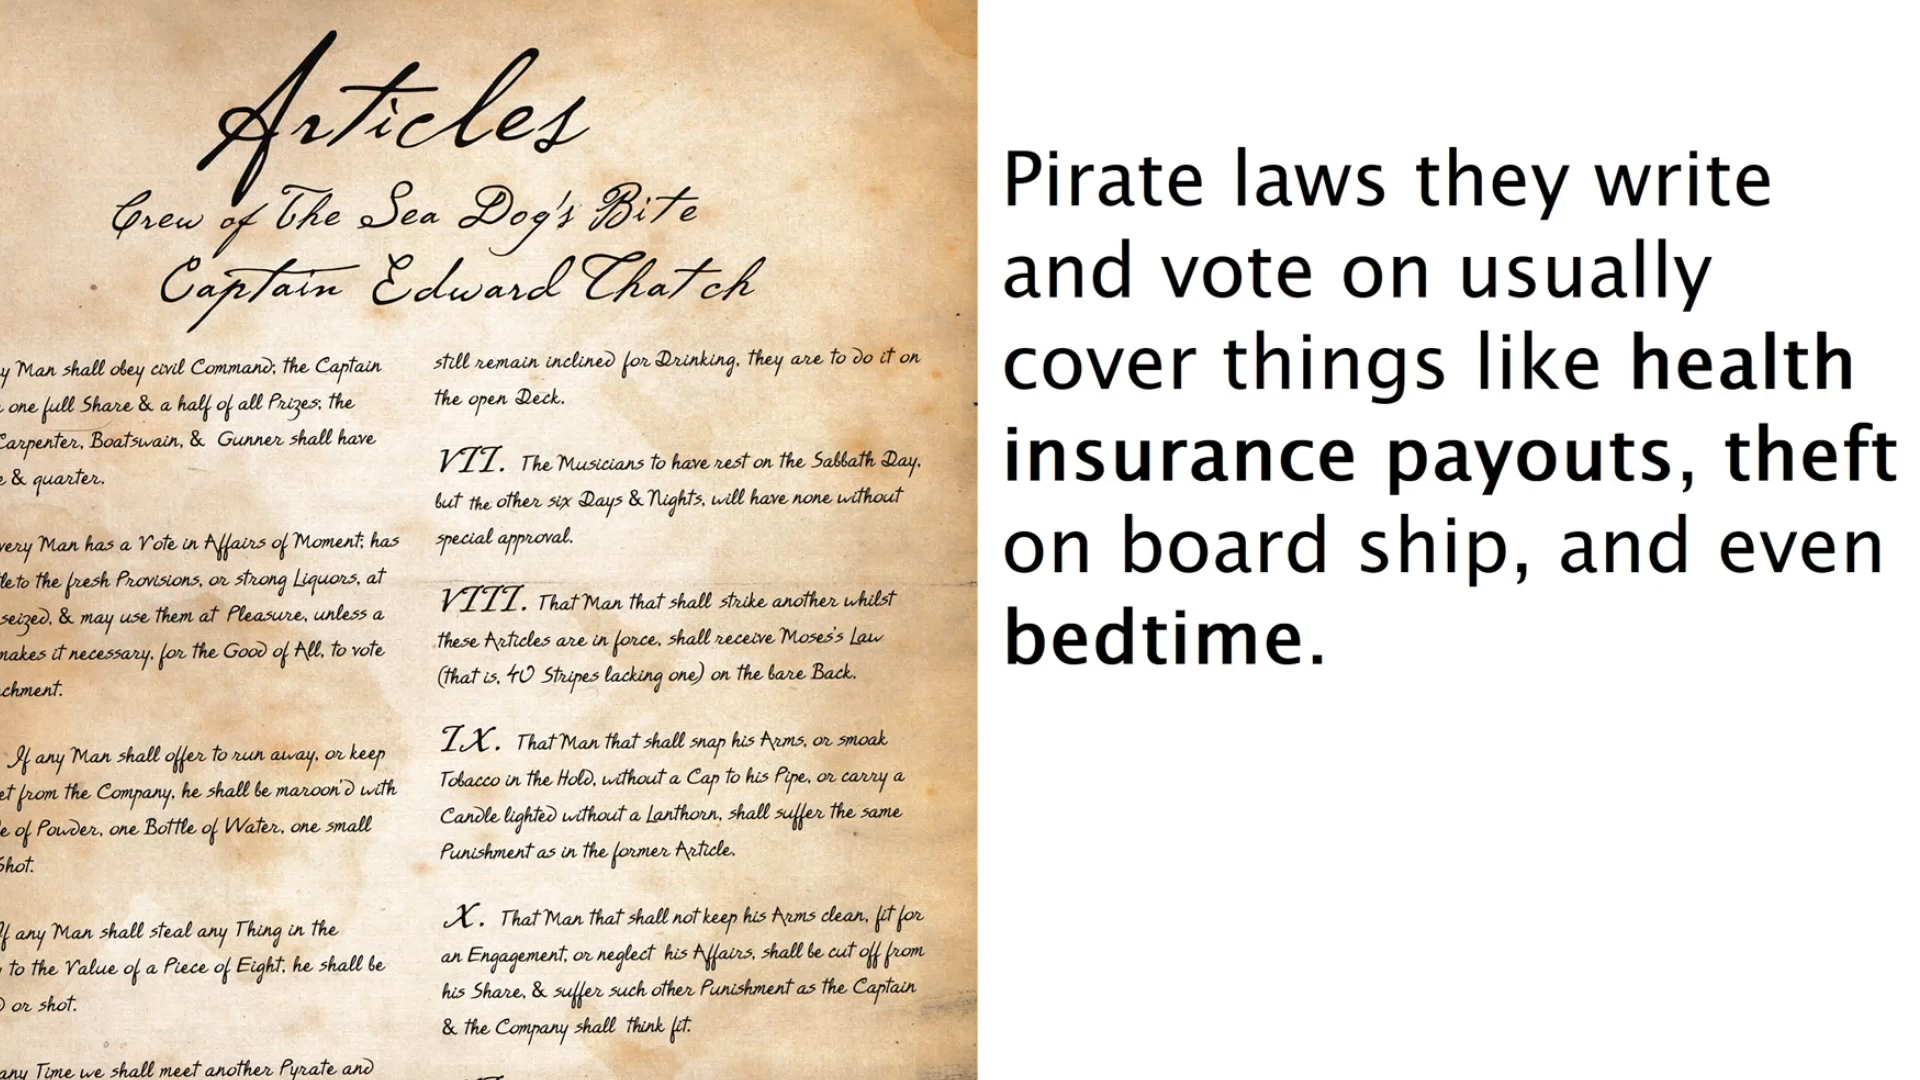 Articles
Crew of The Sea Dog's Bite
Captain Edward Thatch
Man shall obey civil Command; the Captain
one full Share & a half of all Prizes; the
Carpenter, Boatswain, & Gunner shall have
& quarter.
very Man has a Vote in Affairs of Moment; has
to the fresh Provisions, or strong Liquors, at
seized, & may use them at Pleasure, unless a
makes it necessary, for the Good of All, to vote
If any Man shall offer to run away, or keep
from the Company, he shall be maroon'd with
of Powder, one Bottle of Water, one small
Shot.
If any Man shall steal any Thing in the
to the Value of a Piece of Eight, he shall be
or shot.
any Time we shall meet another Pyrate and
still remain inclined for Drinking, they are to do it on
the open Deck.
VII. The Musicians to have rest on the Sabbath Day,
but the other six Days & Nights, will have none without
special approval.
VIII. That Man that shall strike another whilst
these Articles are in force, shall receive Moses's Law
(that is, 40 Stripes lacking one) on the bare Back.
IX. That Man that shall snap his Arms, or smoak
Tobacco in the Hold, without a Cap to his Pipe, or carry a
Candle lighted without a Lanthorn, shall suffer the same
Punishment as in the former Article.
X. That Man that shall not keep his Arms clean, fit for
an Engagement, or neglect his Affairs, shall be cut off from
his Share, & suffer such other Punishment as the Captain
& the Company shall think fit.
Pirate laws they write
and vote on usually
cover things like health
insurance payouts, theft
on board ship, and even
bedtime.